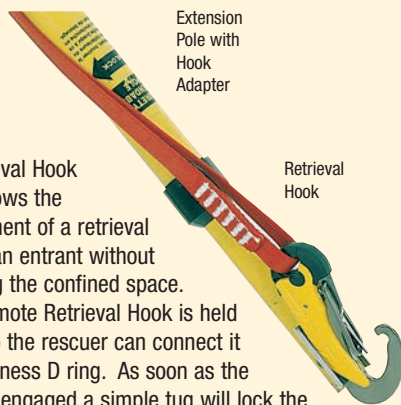 Extension
Pole with
Hook
Adapter
Retrieval
Hook
LOCK
val Hook
ows the
ent of a retrieval
an entrant without
g the confined space.
mote Retrieval Hook is held
o the rescuer can connect it
ness D ring. As soon as the
engaged a simple tug will lock the